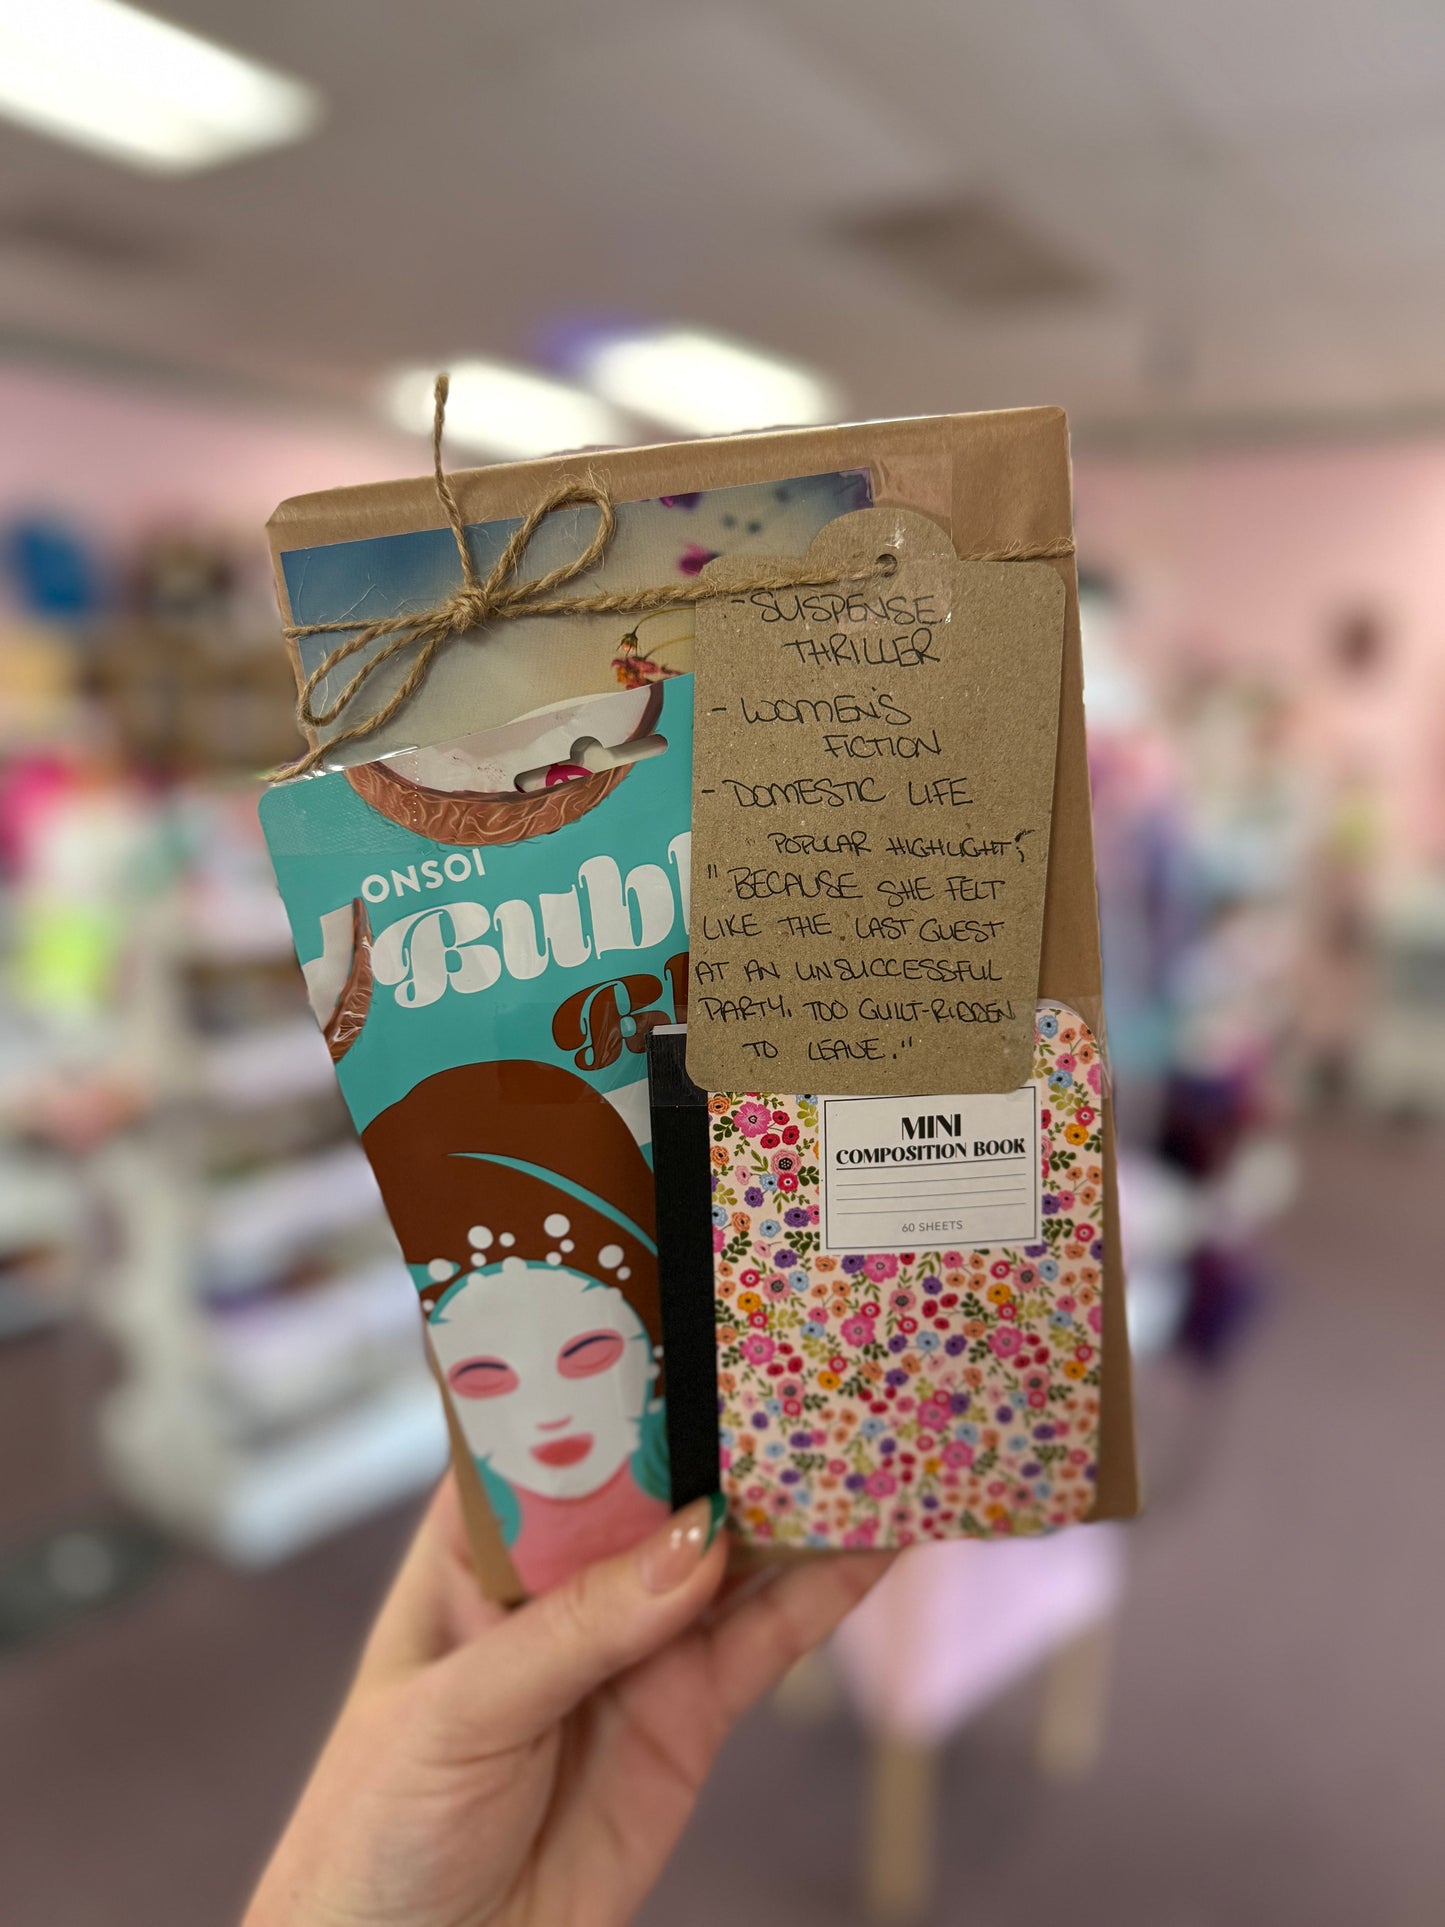 - SUSPENSE
THRILLER
- WOMEN'S
FICTION
- DOMESTIC LIFE
POPULAR HIGHLIGHT;
"BECAUSE SHE FELT
LIKE THE LAST GUEST
AT AN UNSUCCESSFUL
PARTY. TOO GUILT-RIDDEN
TO LEAVE."
ONSOI
Bubb
MINI
COMPOSITION BOOK
60 SHEETS